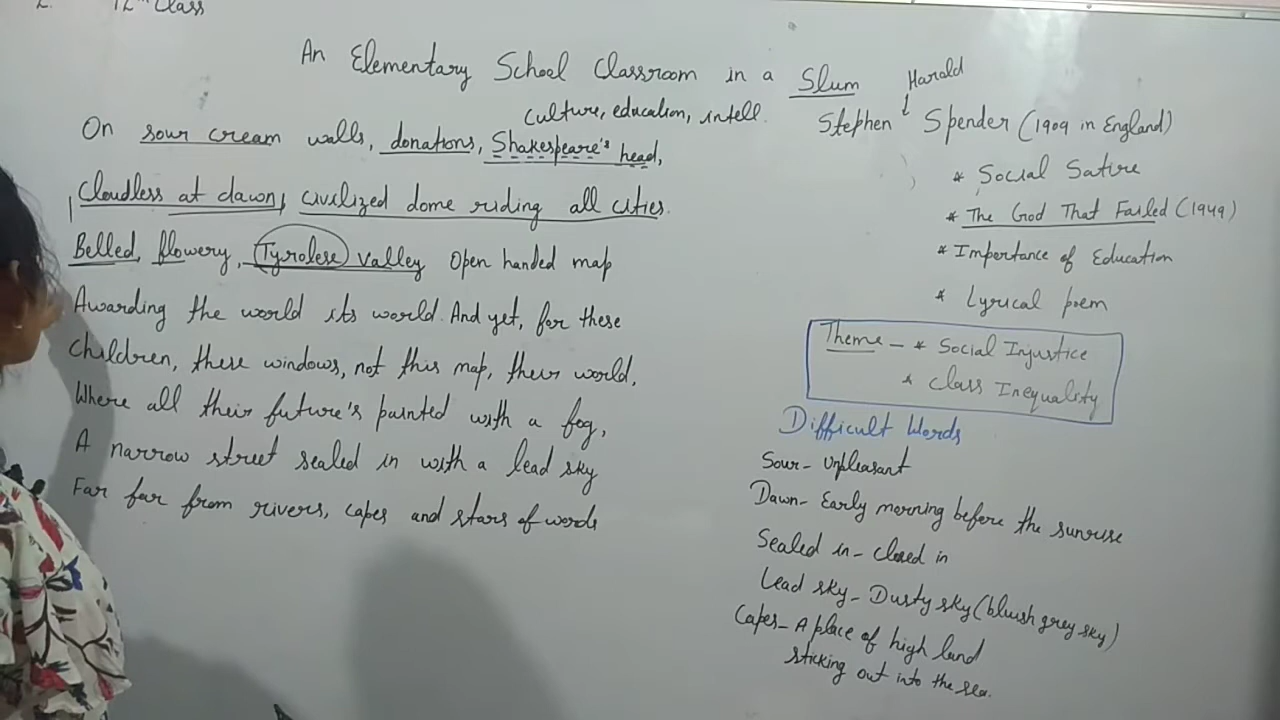 12th Class
An Elementary School Classroom in a Slum
Harald
Stephen Spender (1909 in England)
culture, education, intell.
On sour cream walls, donations, Shakespeare's head,
Cloudless at dawn, civilized dome riding all cities.
Belled, flowery, Tyrolese valley Open handed map
Awarding the world its world. And yet, for these
Children, these windows, not this map, their world,
Where all their future's painted with a fog,
A narrow street sealed in with a lead sky
Far far from rivers, capes and stars of words
* Social Satire
* The God That Failed (1949)
* Importance of Education
* Lyrical poem
Theme - * Social Injustice
* Class Inequality
Difficult Words
Sour - Unpleasant
Dawn - Early morning before the sunrise
Sealed in - closed in
Lead sky - Dusty sky (bluish grey sky)
Capes - A place of high land
sticking out into the sea.